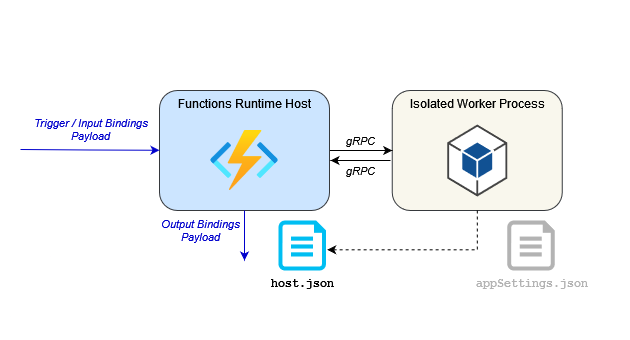 Functions Runtime Host
Isolated Worker Process
Trigger / Input Bindings
Payload
gRPC
gRPC
Output Bindings
Payload
host.json
appSettings.json